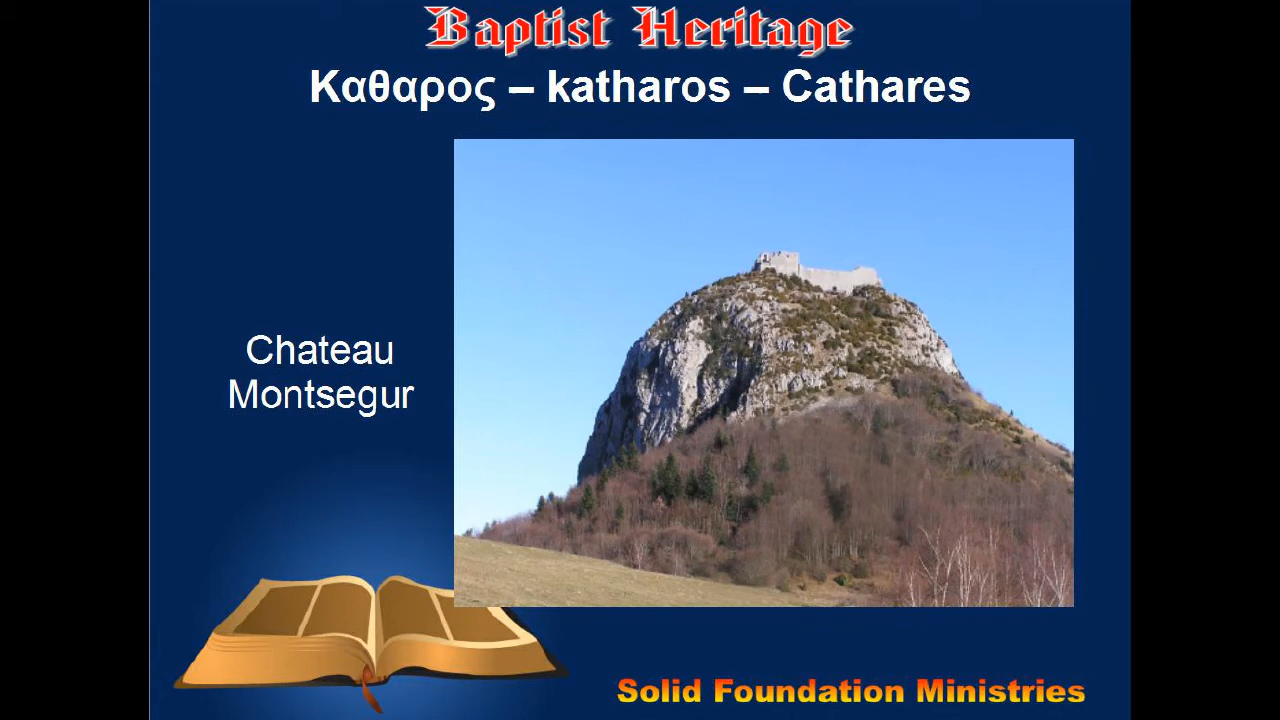 Baptist Heritage
Καθαρος – katharos – Cathares
Chateau
Montsegur
Solid Foundation Ministries